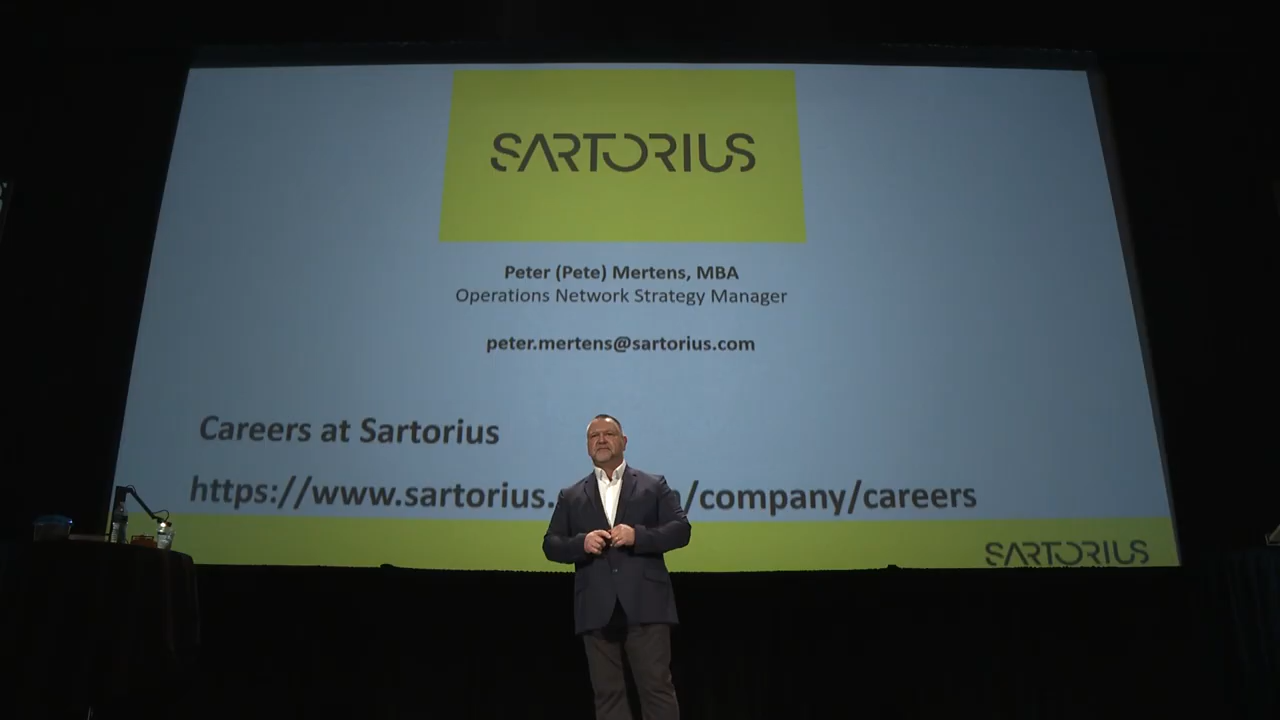 SARTORIUS
Peter (Pete) Mertens, MBA
Operations Network Strategy Manager
peter.mertens@sartorius.com
Careers at Sartorius
https://www.sartorius. /company/careers
SARTORIUS